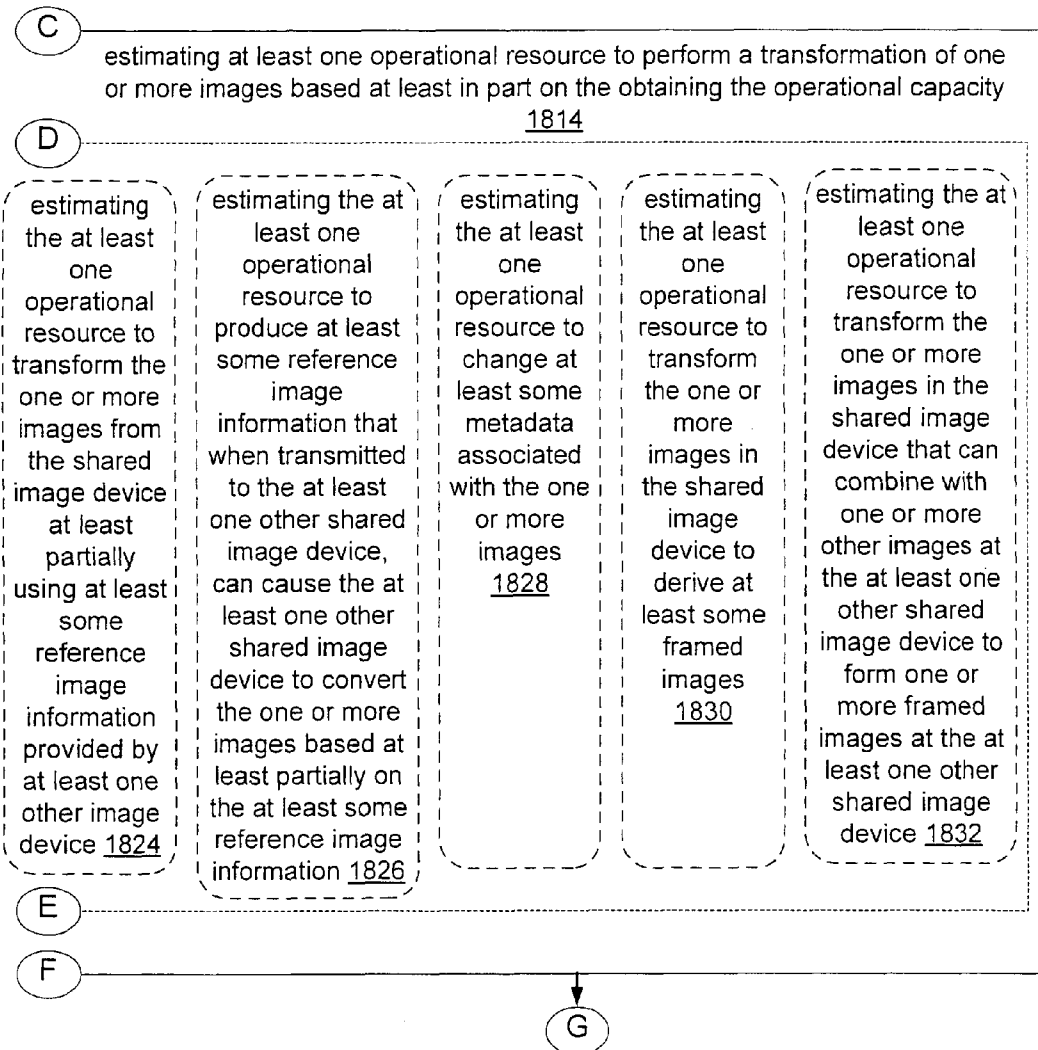 C
estimating at least one operational resource to perform a transformation of one
or more images based at least in part on the obtaining the operational capacity
1814
D
estimating
the at least
one
operational
resource to
transform the
one or more
images from
the shared
image device
at least
partially
using at least
some
reference
image
information
provided by
at least one
other image
device 1824
estimating the at
least one
operational
resource to
produce at least
some reference
image
information that
when transmitted
to the at least
one other shared
image device,
can cause the at
least one other
shared image
device to convert
the one or more
images based at
least partially on
the at least some
reference image
information 1826
estimating
the at least
one
operational
resource to
change at
least some
metadata
associated
with the one
or more
images
1828
estimating
the at least
one
operational
resource to
transform
the one or
more
images in
the shared
image
device to
derive at
least some
framed
images
1830
estimating the at
least one
operational
resource to
transform the
one or more
images in the
shared image
device that can
combine with
one or more
other images at
the at least one
other shared
image device to
form one or
more framed
images at the at
least one other
shared image
device 1832
E
F
G